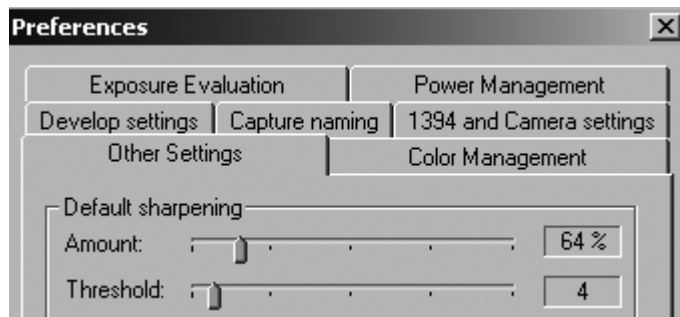 Preferences
Exposure Evaluation Power Management
Develop settings Capture naming 1394 and Camera settings
Other Settings Color Management
Default sharpening
Amount: 64 %
Threshold: 4